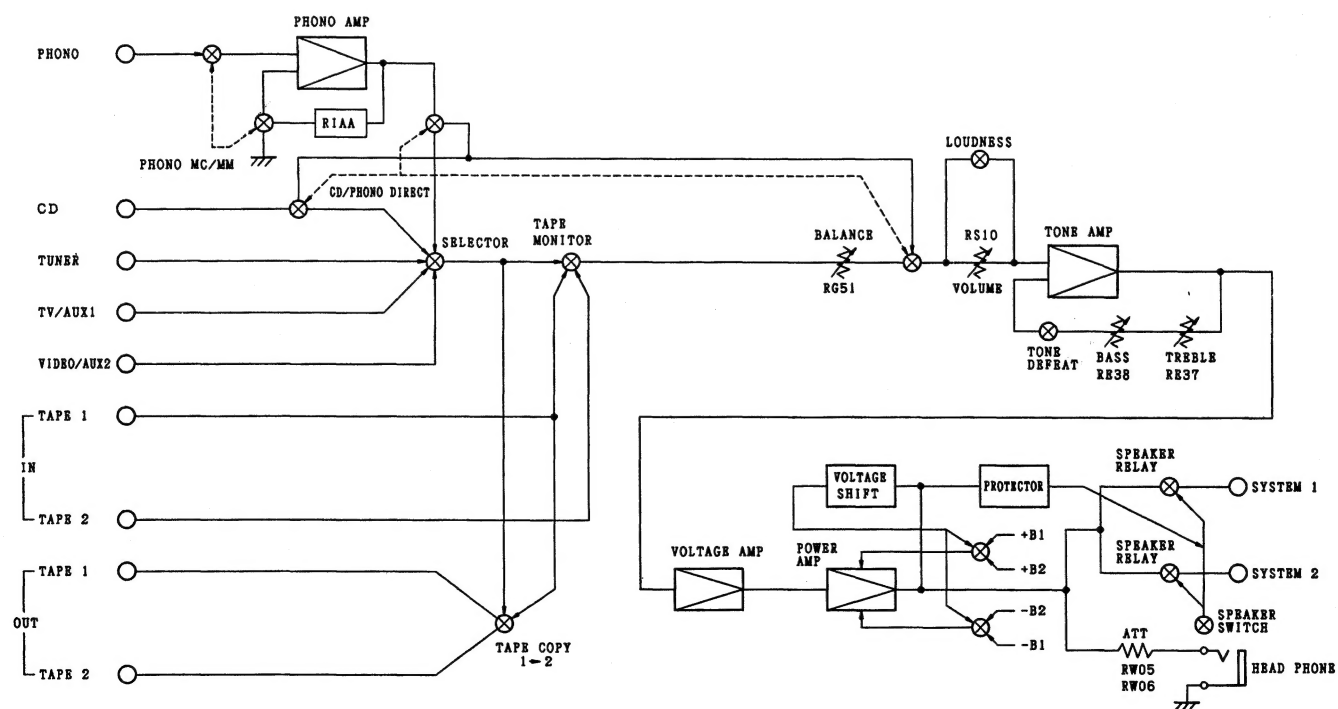 PHONO AMP
PHONO
RIAA
PHONO MC/MM
LOUDNESS
CD/PHONO DIRECT
CD
TAPE
MONITOR
SELECTOR
BALANCE
RS10
TONE AMP
TUNER
RG51
VOLUME
TV/AUX1
TONE
DEFEAT
BASS
RE38
TREBLE
RE37
VIDEO/AUX2
TAPE 1
IN
TAPE 2
SPEAKER
RELAY
VOLTAGE
SHIFT
PROTECTOR
SYSTEM 1
+B1
VOLTAGE AMP
POWER
AMP
+B2
SPEAKER
RELAY
SYSTEM 2
TAPE 1
OUT
TAPE 2
-B2
-B1
SPEAKER
SWITCH
TAPE COPY
1←2
ATT
RW05
RW06
HEAD PHONE